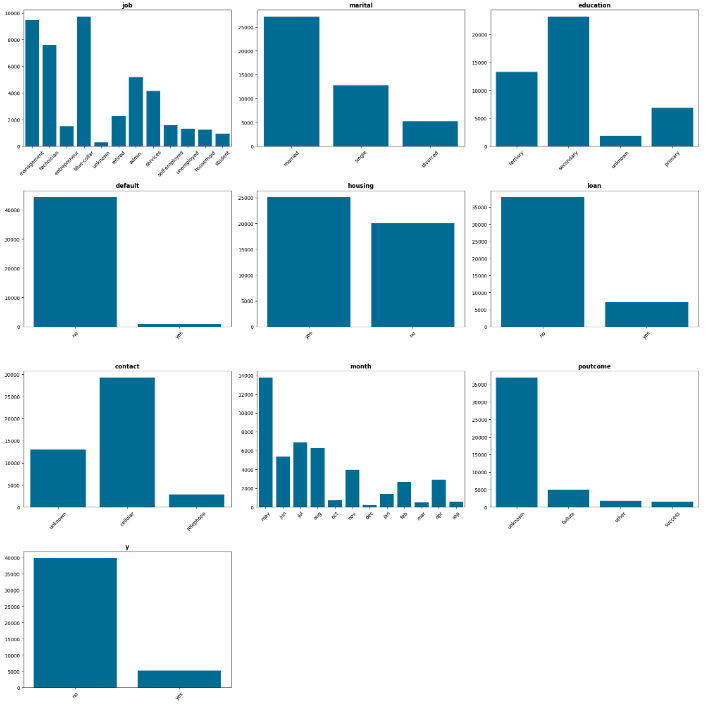 job
10000
8000
6000
4000
2000
0
management
technician
entrepreneur
blue-collar
unknown
retired
admin.
services
self-employed
unemployed
housemaid
student
marital
25000
20000
15000
10000
5000
0
married
single
divorced
education
20000
15000
10000
5000
0
tertiary
secondary
unknown
primary
default
40000
30000
20000
10000
0
no
yes
housing
25000
20000
15000
10000
5000
0
yes
no
loan
35000
30000
25000
20000
15000
10000
5000
0
no
yes
contact
30000
25000
20000
15000
10000
5000
0
unknown
cellular
telephone
month
14000
12000
10000
8000
6000
4000
2000
0
may
jun
jul
aug
oct
nov
dec
jan
feb
mar
apr
sep
poutcome
35000
30000
25000
20000
15000
10000
5000
0
unknown
failure
other
success
y
40000
35000
30000
25000
20000
15000
10000
5000
0
no
yes